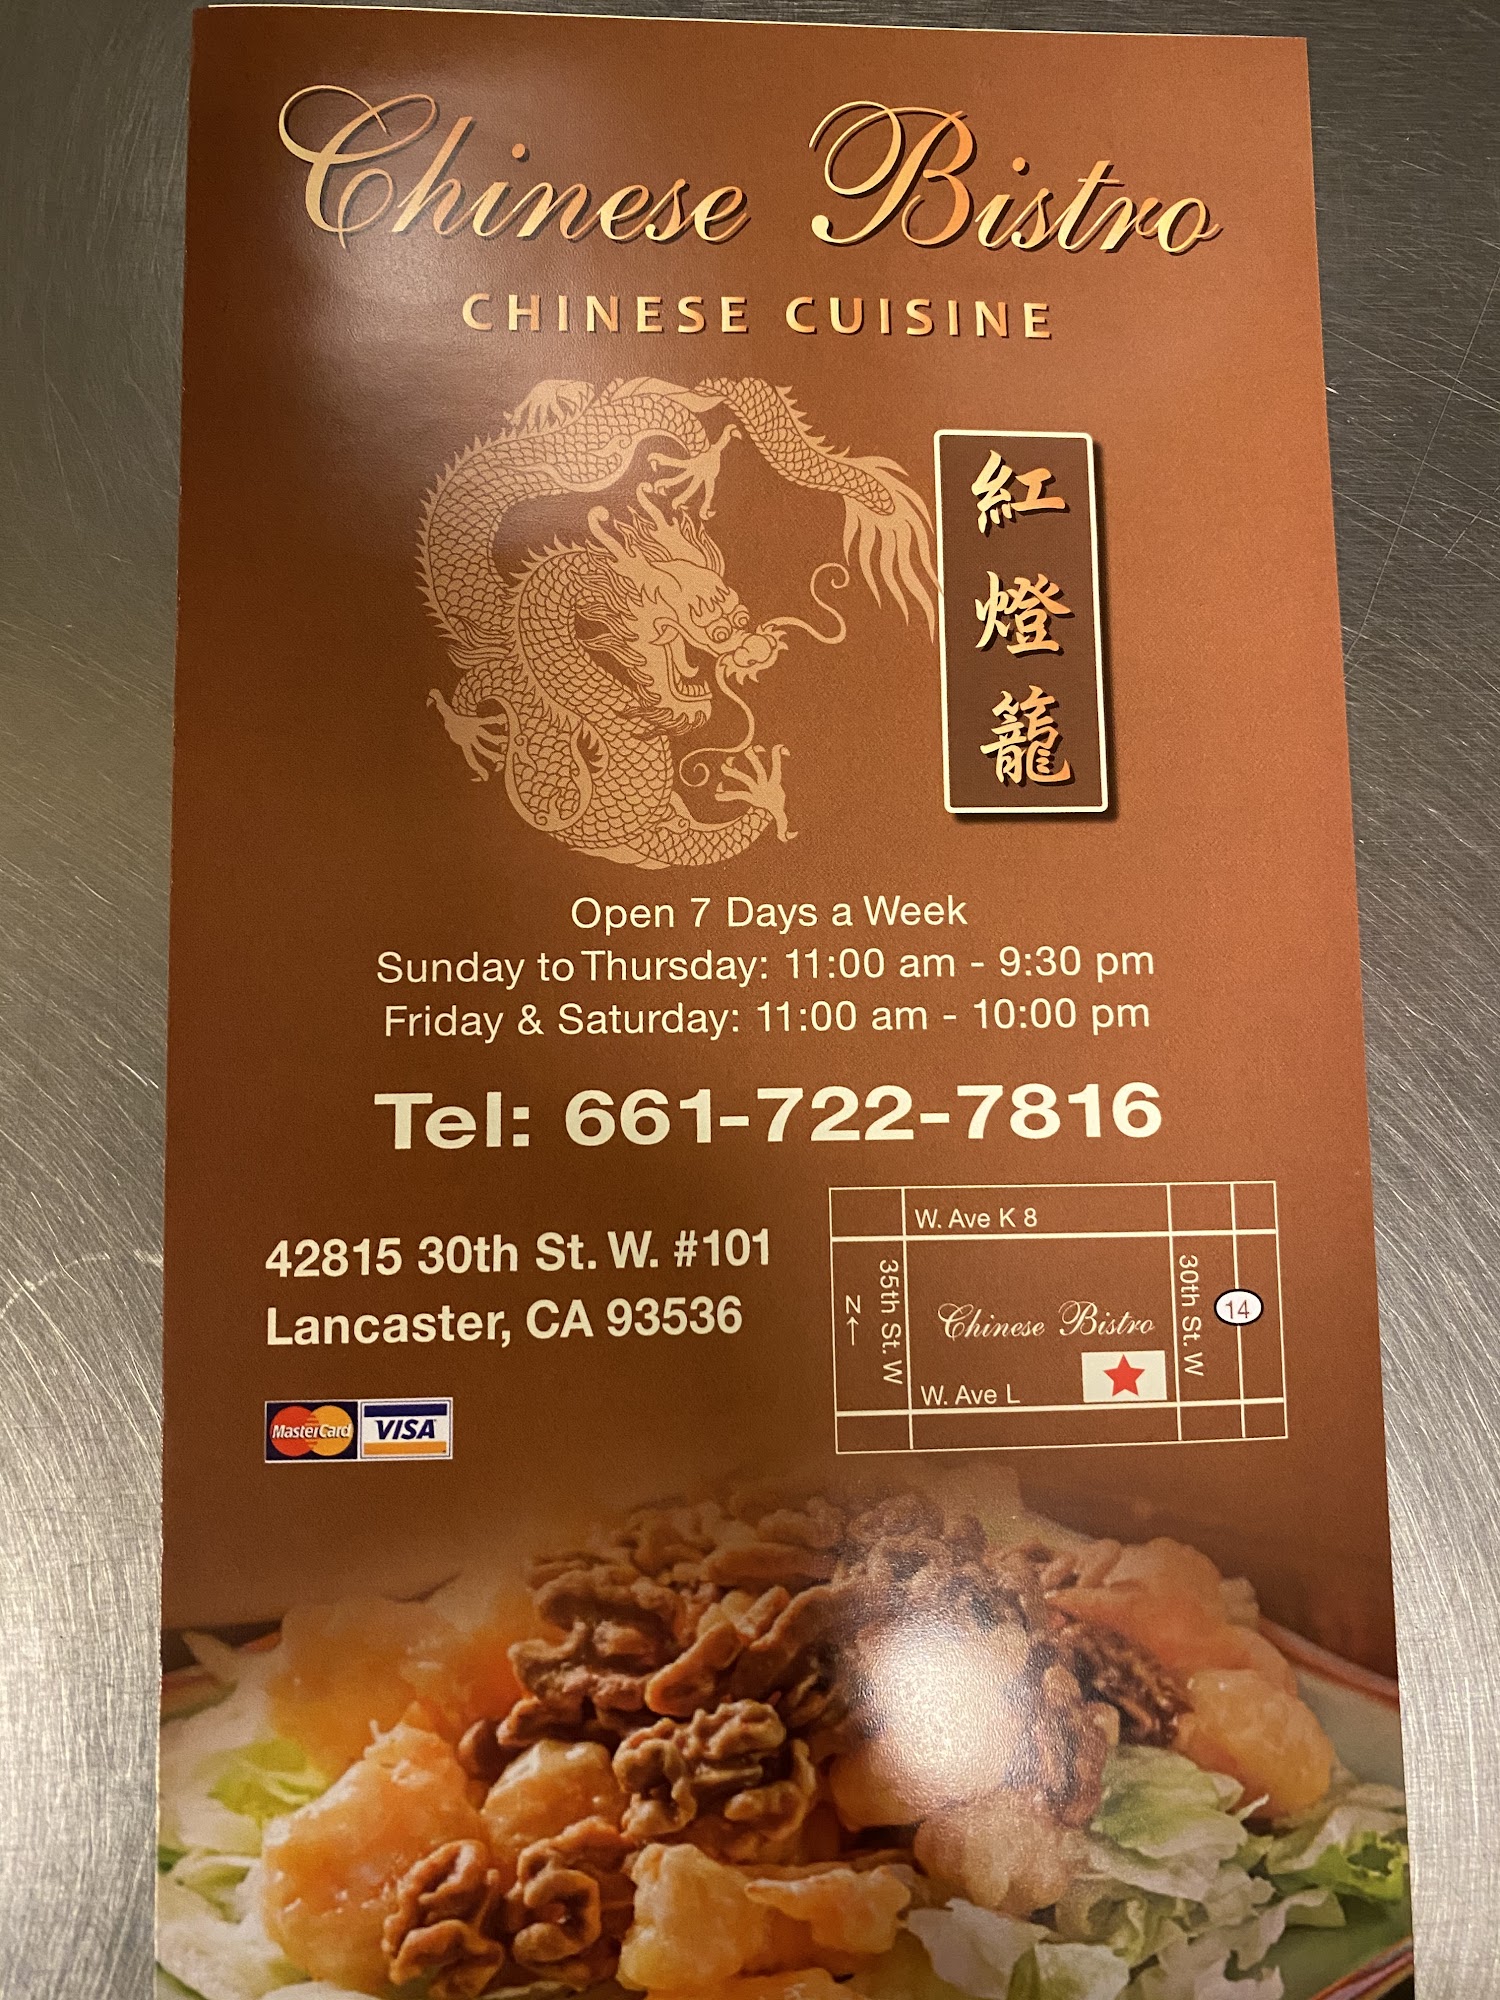 Chinese Bistro
CHINESE CUISINE
紅燈籠
Open 7 Days a Week
Sunday to Thursday: 11:00 am - 9:30 pm
Friday & Saturday: 11:00 am - 10:00 pm
Tel: 661-722-7816
42815 30th St. W. #101
Lancaster, CA 93536
MasterCard
VISA
W. Ave K 8
N
35th St. W
Chinese Bistro
30th St. W
14
W. Ave L